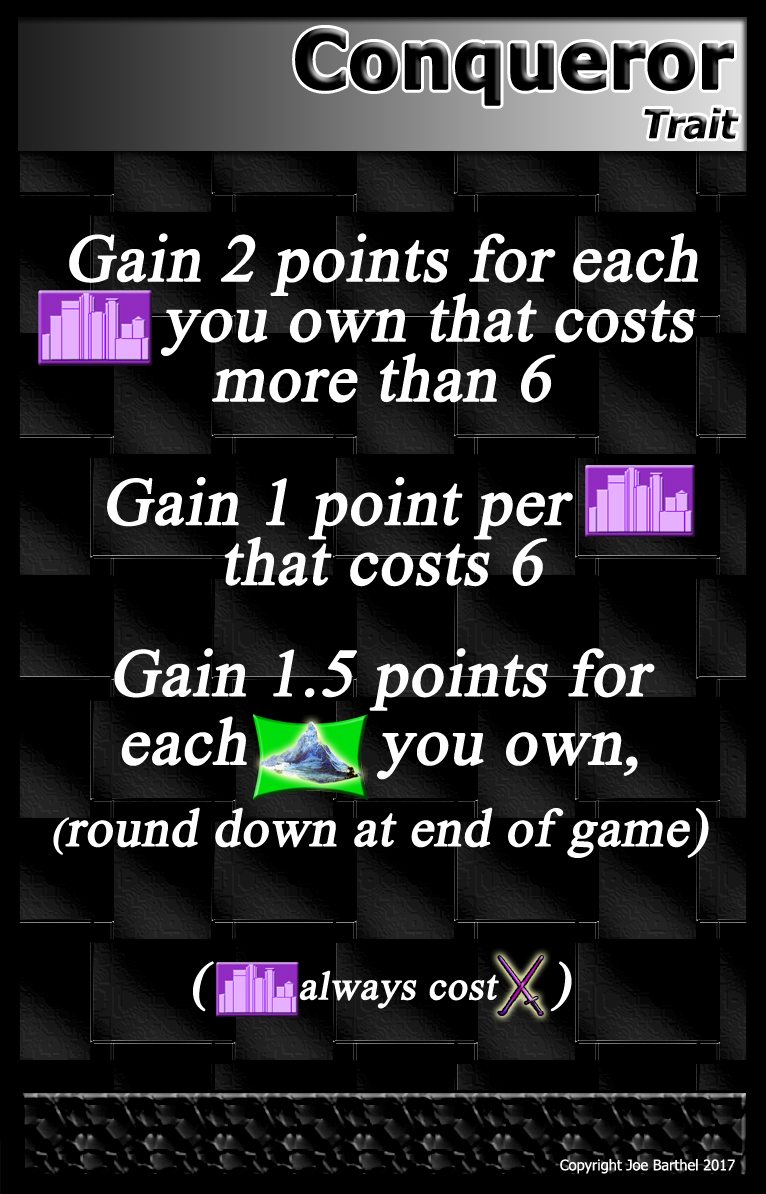 Conqueror
Trait
Gain 2 points for each
you own that costs
more than 6
Gain 1 point per
that costs 6
Gain 1.5 points for
each you own,
(round down at end of game)
( always cost )
Copyright Joe Barthel 2017